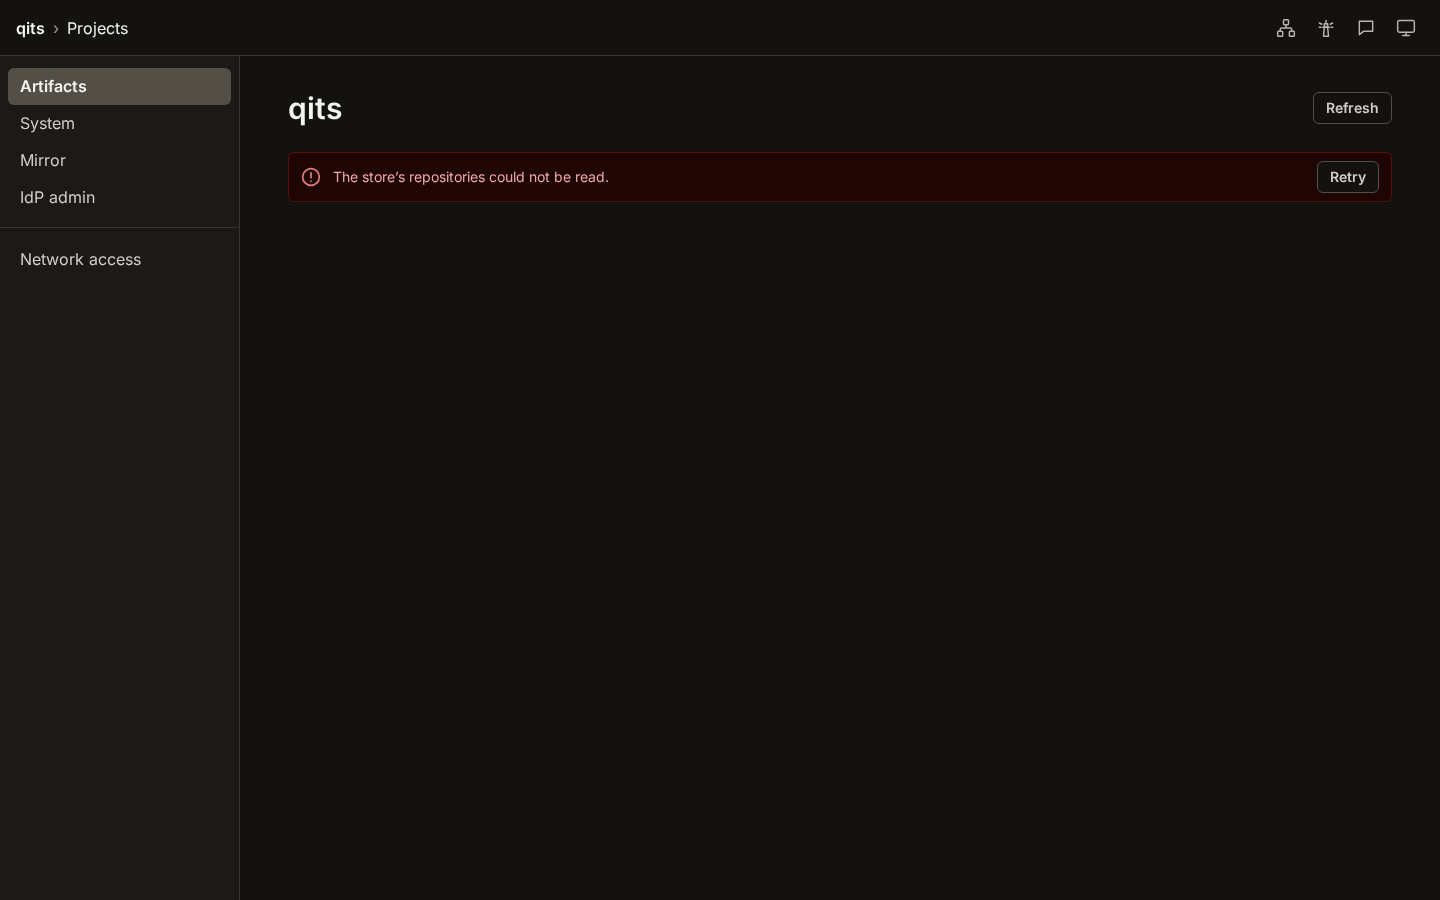 qits › Projects
Artifacts
System
Mirror
IdP admin
Network access
qits
Refresh
The store’s repositories could not be read.
Retry